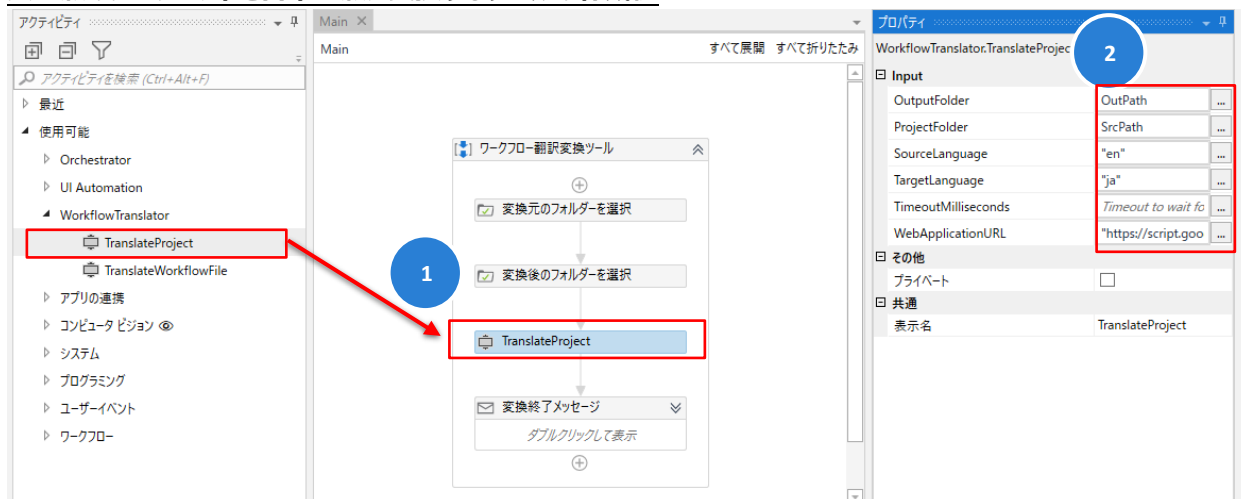 アクティビティ
アクティビティを検索 (Ctrl+Alt+F)
最近
使用可能
Orchestrator
UI Automation
WorkflowTranslator
TranslateProject
TranslateWorkflowFile
アプリの連携
コンピュータ ビジョン
システム
プログラミング
ユーザーイベント
ワークフロー
Main
Main
すべて展開 すべて折りたたみ
ワークフロー翻訳変換ツール
変換元のフォルダーを選択
1
変換後のフォルダーを選択
TranslateProject
変換終了メッセージ
ダブルクリックして表示
プロパティ
WorkflowTranslator.TranslateProjec
2
Input
OutputFolder OutPath ...
ProjectFolder SrcPath ...
SourceLanguage "en" ...
TargetLanguage "ja" ...
TimeoutMilliseconds Timeout to wait fo ...
WebApplicationURL "https://script.goo ...
その他
プライベート
共通
表示名 TranslateProject